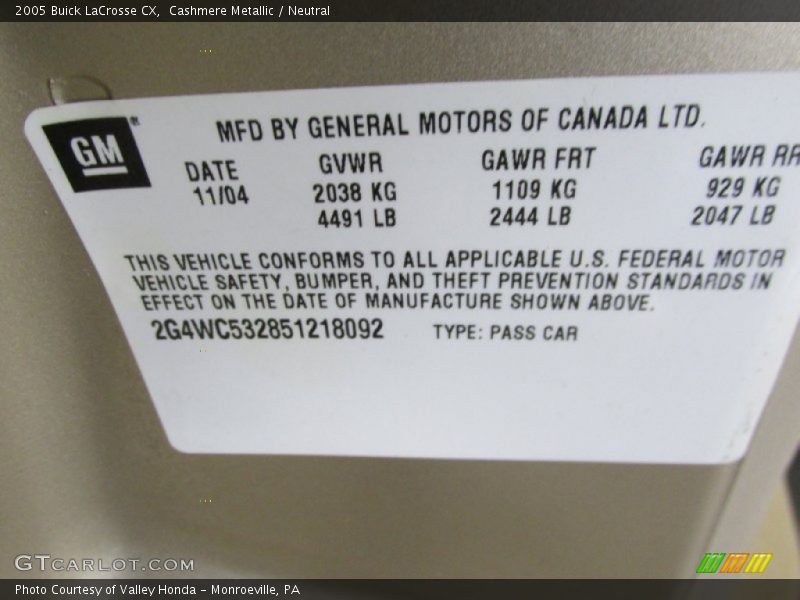 2005 Buick LaCrosse CX, Cashmere Metallic / Neutral
GM
MFD BY GENERAL MOTORS OF CANADA LTD.
DATE GVWR GAWR FRT GAWR RR
11/04 2038 KG 1109 KG 929 KG
4491 LB 2444 LB 2047 LB
THIS VEHICLE CONFORMS TO ALL APPLICABLE U.S. FEDERAL MOTOR
VEHICLE SAFETY, BUMPER, AND THEFT PREVENTION STANDARDS IN
EFFECT ON THE DATE OF MANUFACTURE SHOWN ABOVE.
2G4WC532851218092 TYPE: PASS CAR
GTCARLOT.COM
Photo Courtesy of Valley Honda - Monroeville, PA